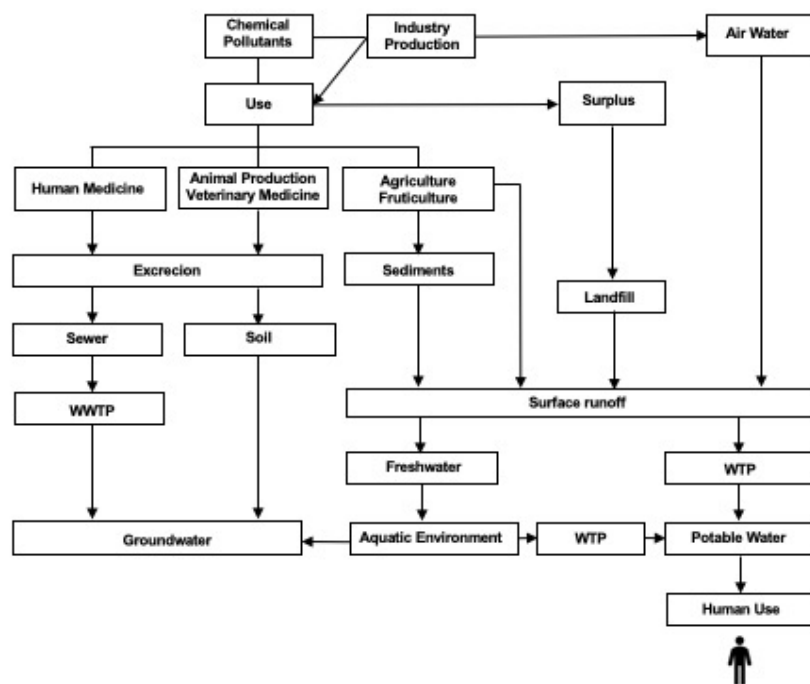 Chemical
Pollutants
Industry
Production
Air Water
Use
Surplus
Human Medicine
Animal Production
Veterinary Medicine
Agriculture
Fruticulture
Excrecion
Sediments
Landfill
Sewer
Soil
WWTP
Surface runoff
Freshwater
WTP
Groundwater
Aquatic Environment
WTP
Potable Water
Human Use